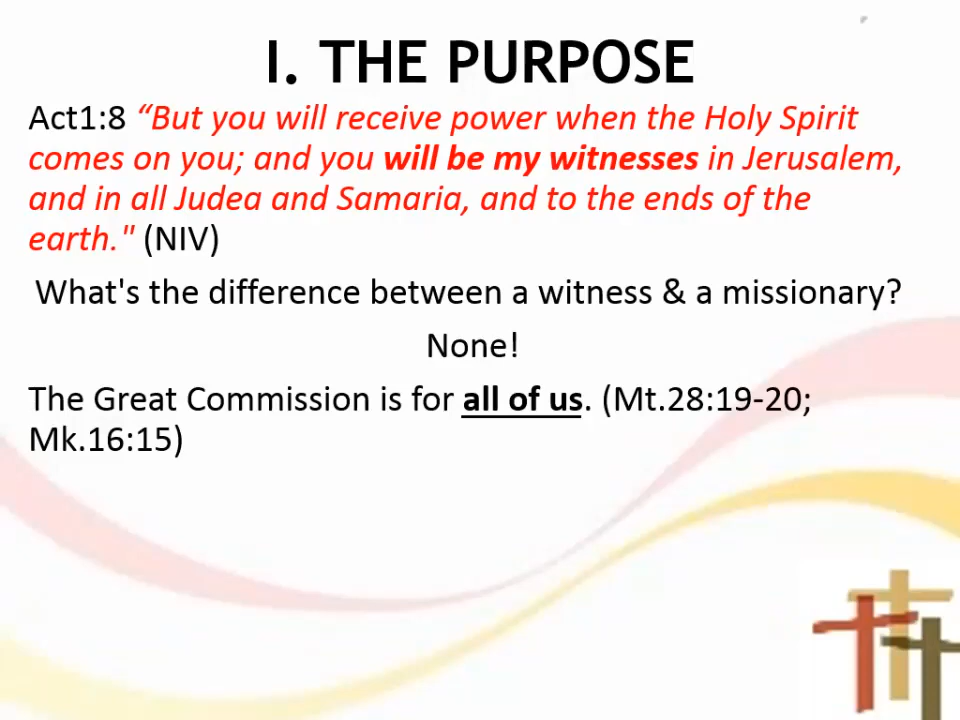 I. THE PURPOSE
Act1:8 “But you will receive power when the Holy Spirit
comes on you; and you will be my witnesses in Jerusalem,
and in all Judea and Samaria, and to the ends of the
earth." (NIV)
What's the difference between a witness & a missionary?
None!
The Great Commission is for all of us. (Mt.28:19-20;
Mk.16:15)